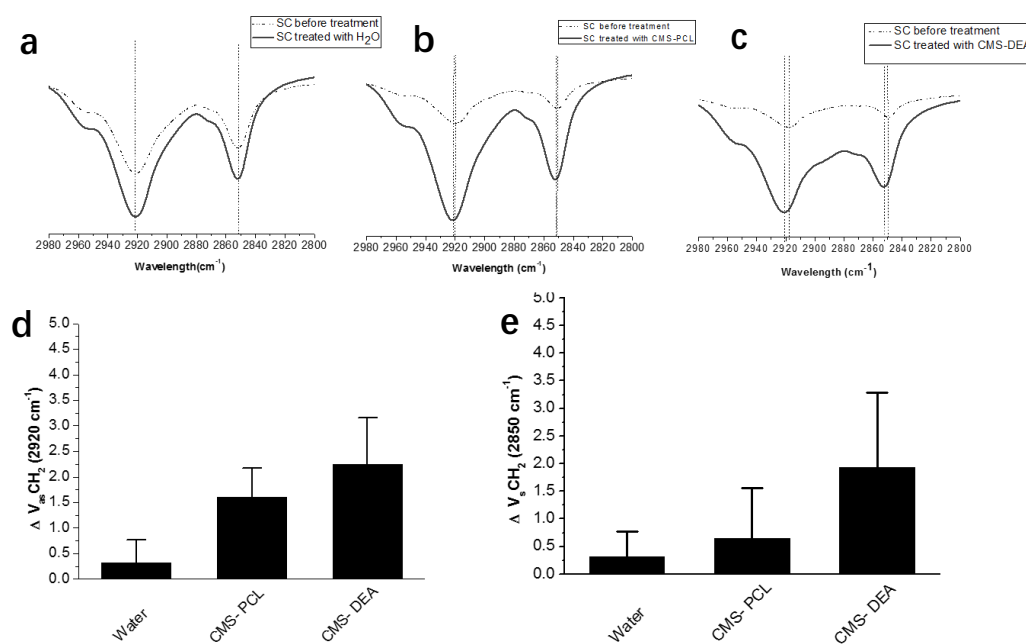 a
SC before treatment
SC treated with H2O
2980 2960 2940 2920 2900 2880 2860 2840 2820 2800
Wavelength(cm-1)
b
SC before treatment
SC treated with CMS-PCL
2980 2960 2940 2920 2900 2880 2860 2840 2820 2800
Wavelength(cm-1)
c
SC before treatment
SC treated with CMS-DEA
2980 2960 2940 2920 2900 2880 2860 2840 2820 2800
Wavelength (cm-1)
d
Δ VasCH2 (2920 cm-1)
5.0
4.5
4.0
3.5
3.0
2.5
2.0
1.5
1.0
0.5
0.0
Water
CMS- PCL
CMS- DEA
e
Δ VsCH2 (2850 cm-1)
5.0
4.5
4.0
3.5
3.0
2.5
2.0
1.5
1.0
0.5
0.0
Water
CMS- PCL
CMS- DEA